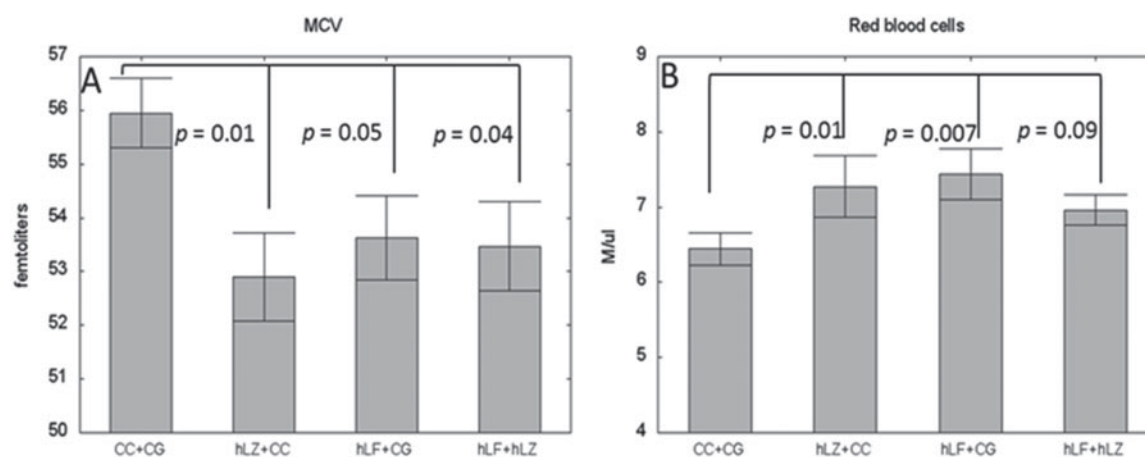 MCV
A
57
56
55
54
53
52
51
50
femtoliters
p = 0.01
p = 0.05
p = 0.04
CC+CG
hLZ+CC
hLF+CG
hLF+hLZ
Red blood cells
B
9
8
7
6
5
4
M/ul
p = 0.01
p = 0.007
p = 0.09
CC+CG
hLZ+CC
hLF+CG
hLF+hLZ